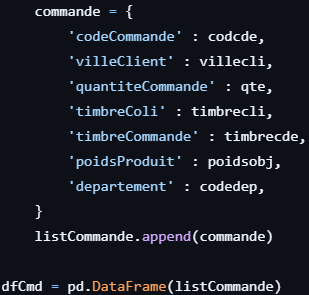 commande = {
'codeCommande' : codcde,
'villeClient' : villecli,
'quantiteCommande' : qte,
'timbreColi' : timbrecli,
'timbreCommande' : timbrecde,
'poidsProduit' : poidsobj,
'departement' : codedep,
}
listCommande.append(commande)
dfCmd = pd.DataFrame(listCommande)